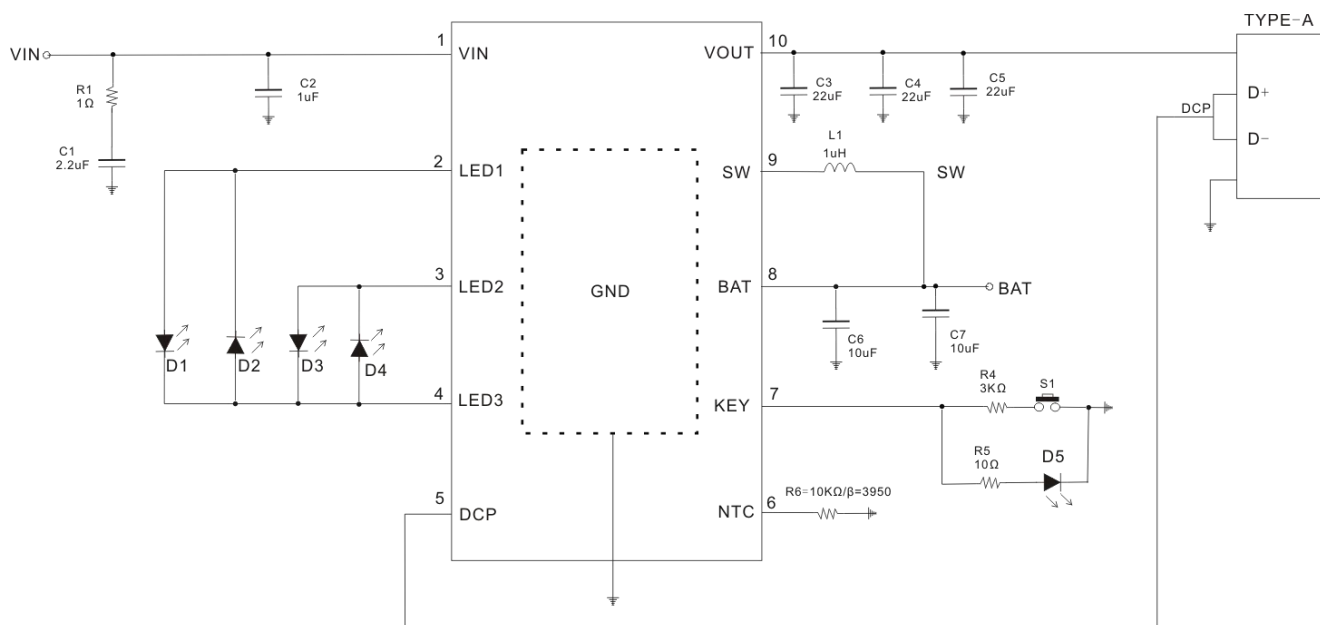 TYPE-A
VIN
1
VIN
VOUT
10
R1
1Ω
C2
1uF
C3
22uF
C4
22uF
C5
22uF
D+
DCP
D-
C1
2.2uF
2
LED1
L1
1uH
SW
9
SW
3
LED2
GND
BAT
8
BAT
C6
10uF
C7
10uF
D1
D2
D3
D4
4
LED3
KEY
7
R4
3KΩ
S1
R5
10Ω
D5
5
DCP
NTC
6
R6=10KΩ/β=3950